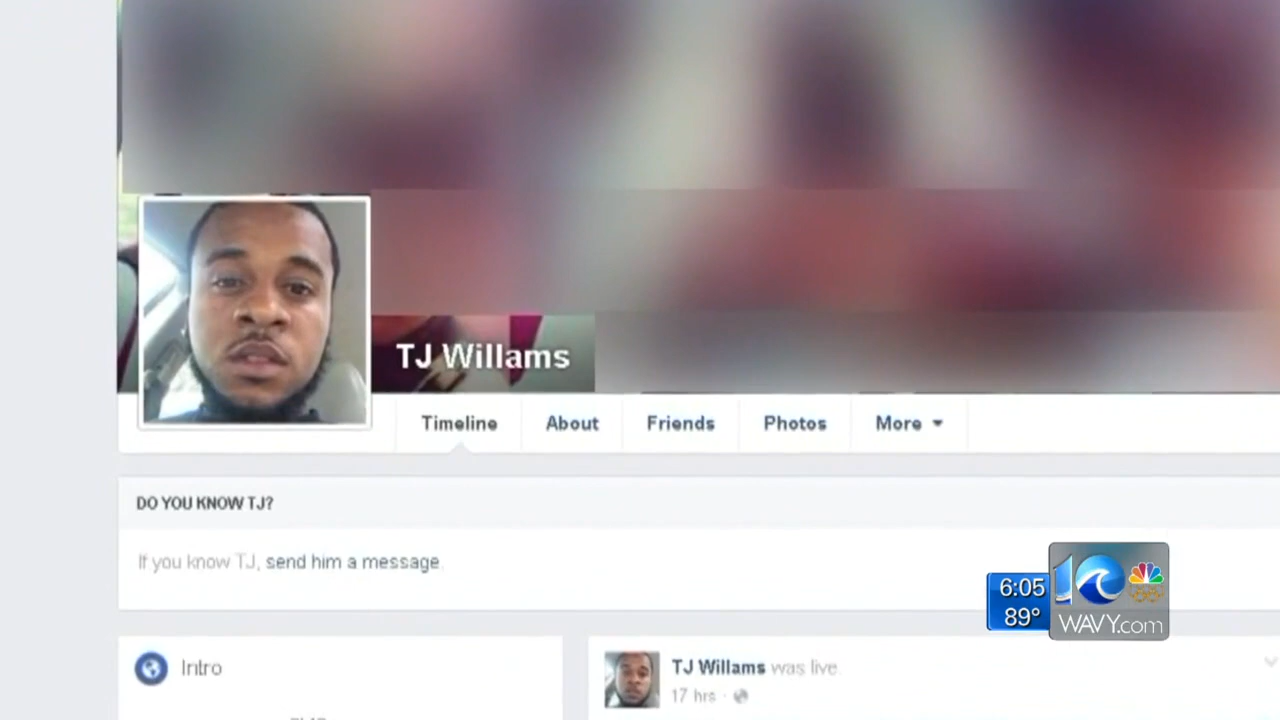 TJ Willams
Timeline
About
Friends
Photos
More
DO YOU KNOW TJ?
If you know TJ, send him a message.
6:05
89°
10
WAVY.com
Intro
TJ Willams was live.
17 hrs ·